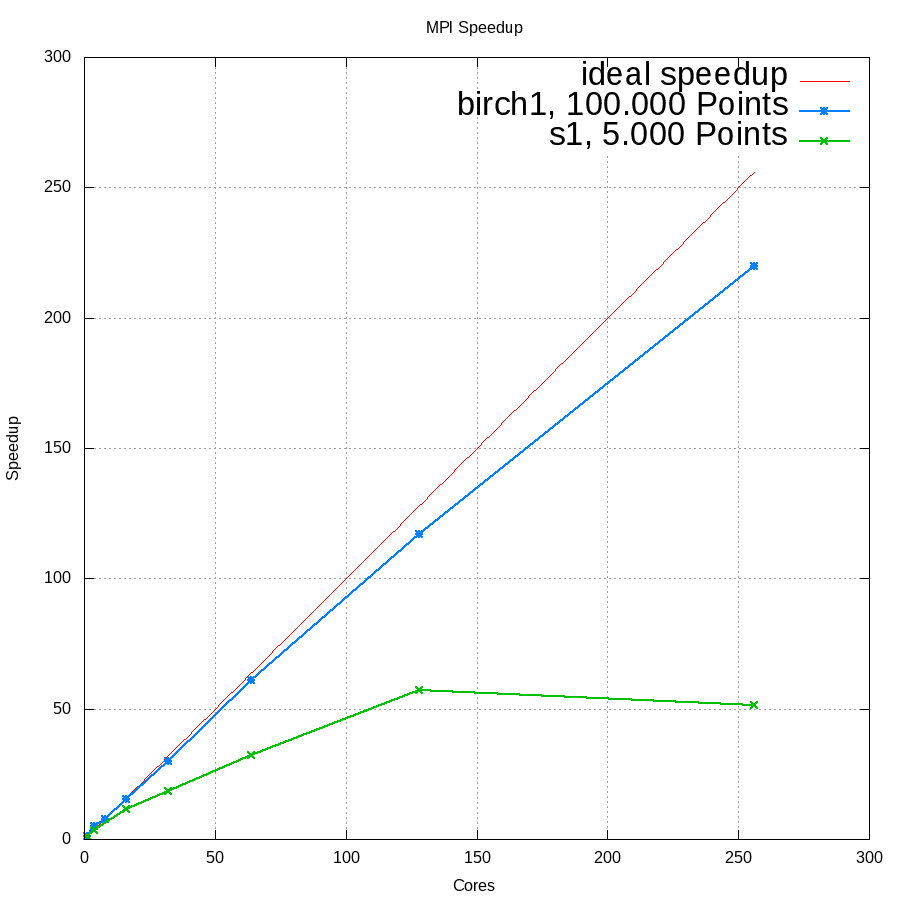 MPI Speedup
ideal speedup
birch1, 100.000 Points
s1, 5.000 Points
300
250
200
150
100
50
0
Speedup
0 50 100 150 200 250 300
Cores